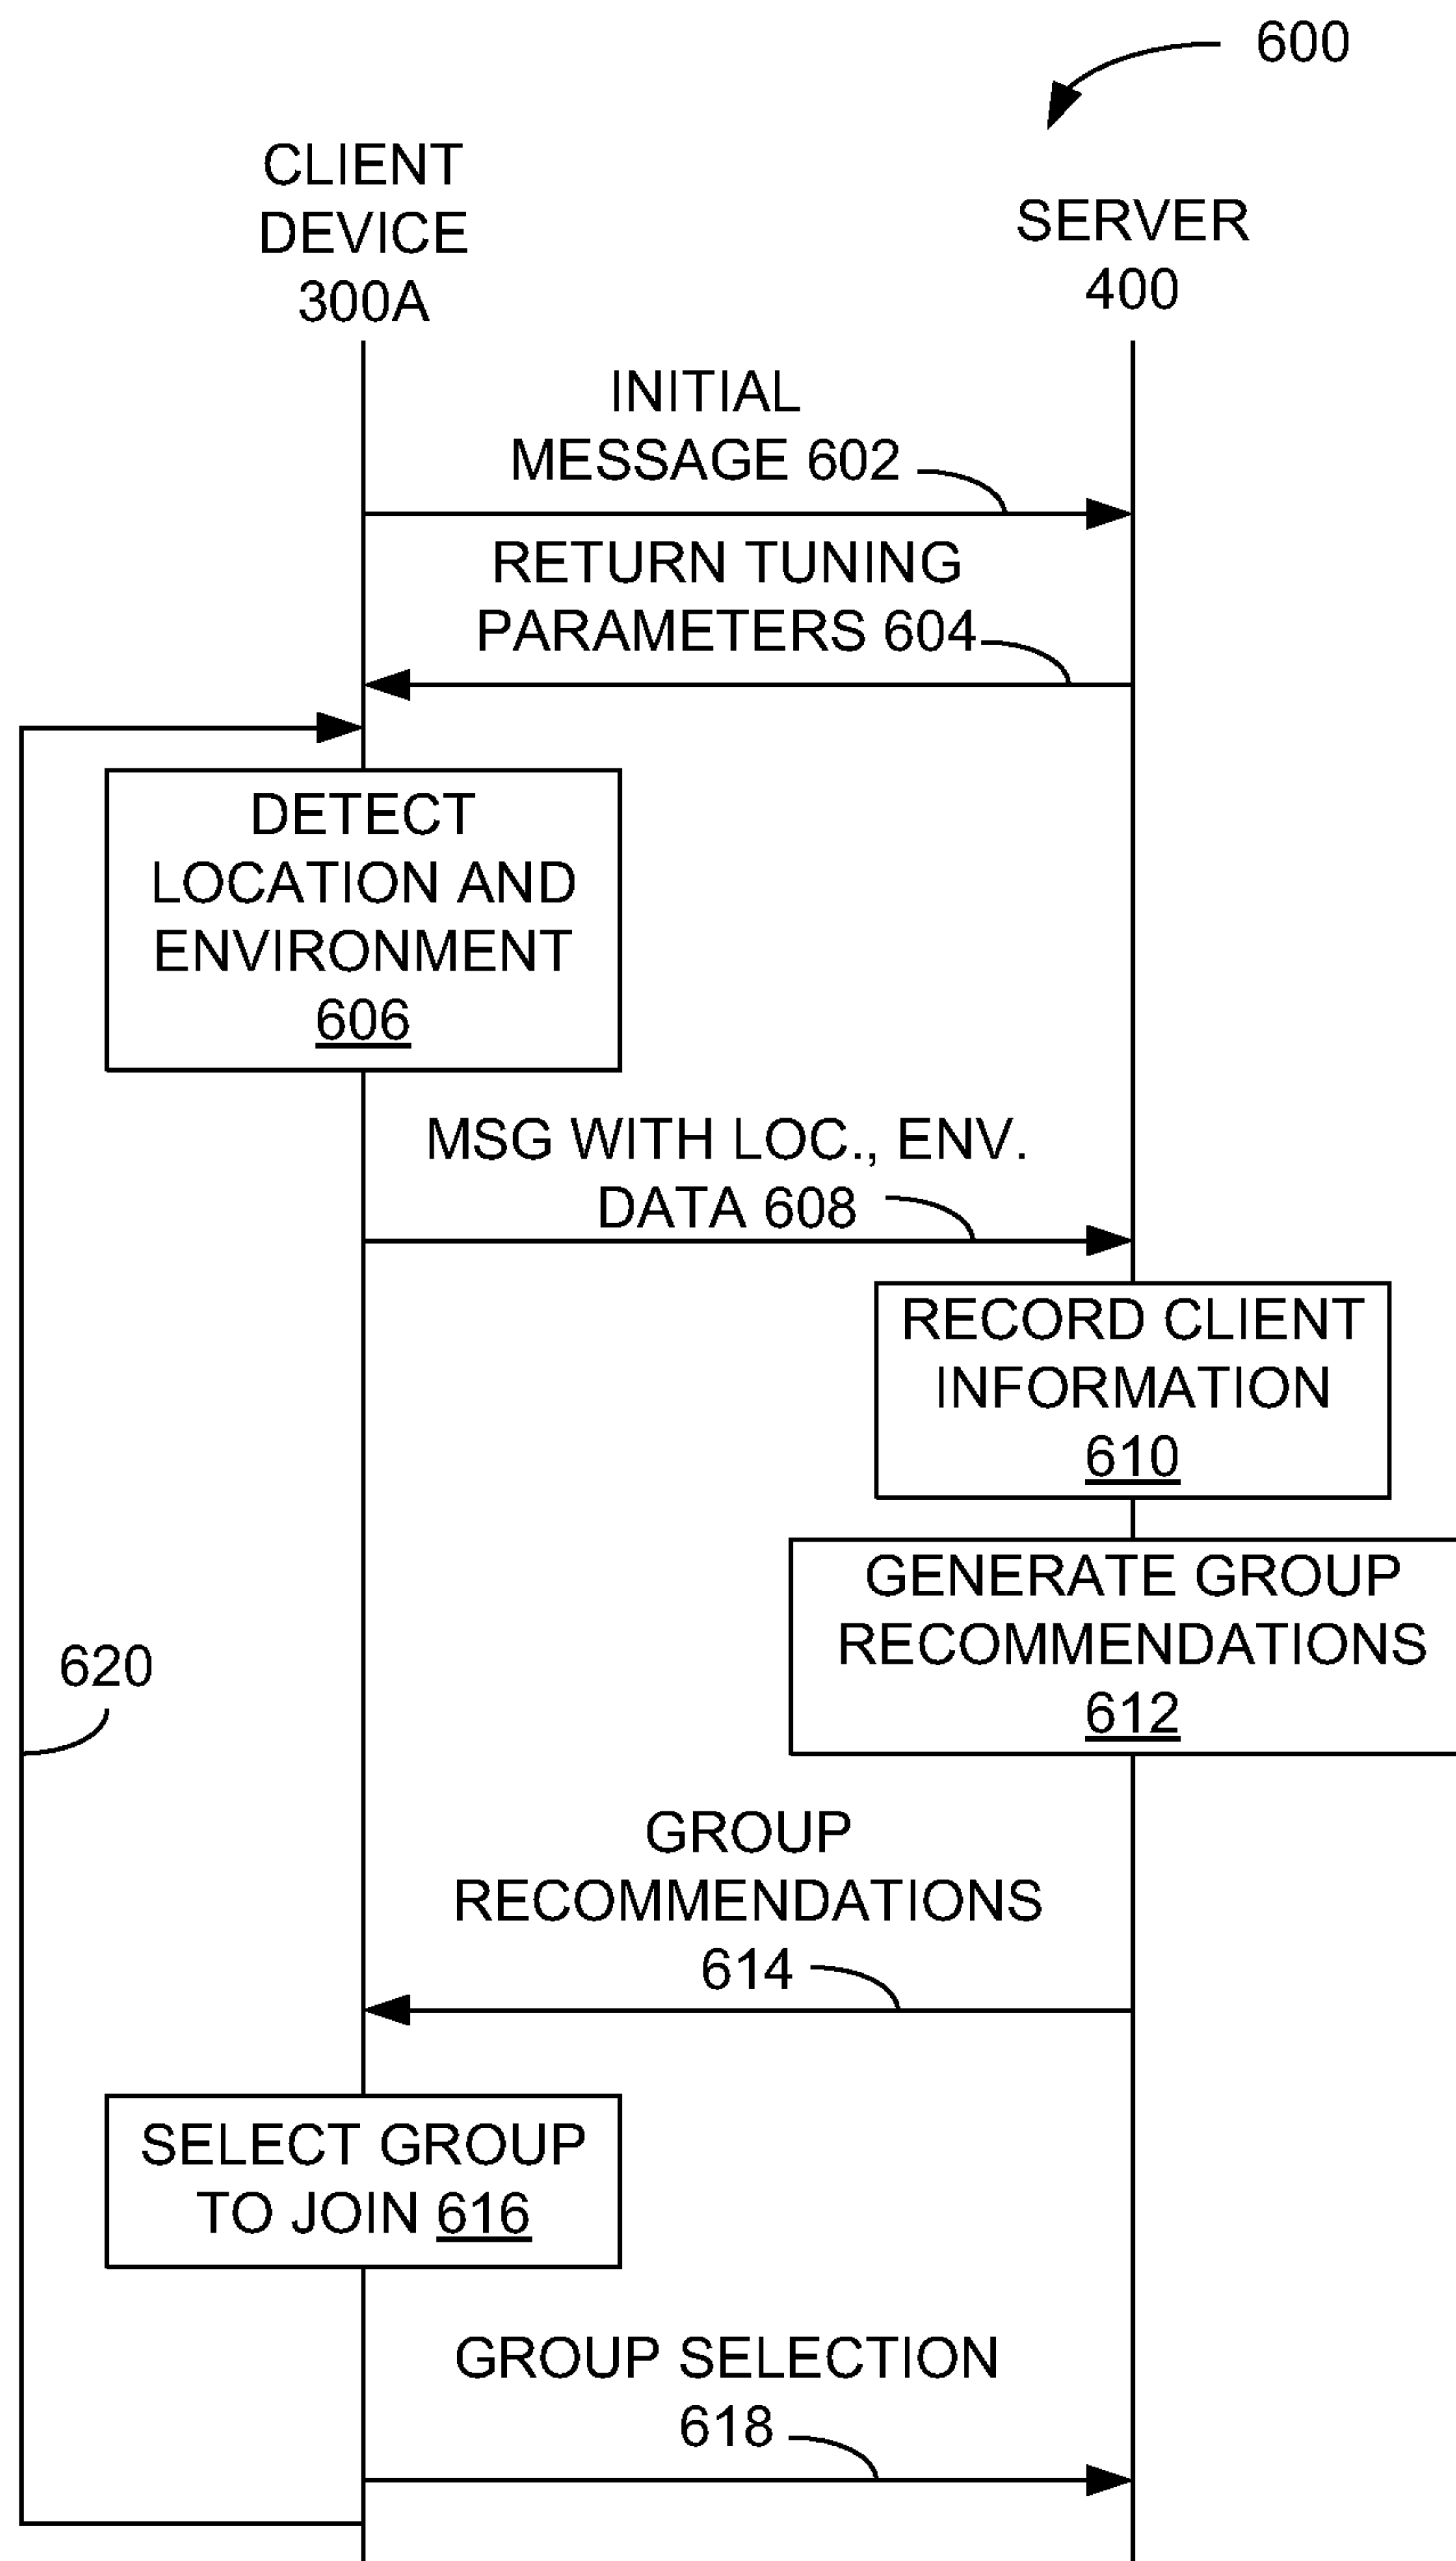 600
CLIENT
DEVICE
300A
SERVER
400
INITIAL
MESSAGE 602
RETURN TUNING
PARAMETERS 604
DETECT
LOCATION AND
ENVIRONMENT
606
MSG WITH LOC., ENV.
DATA 608
RECORD CLIENT
INFORMATION
610
GENERATE GROUP
RECOMMENDATIONS
612
620
GROUP
RECOMMENDATIONS
614
SELECT GROUP
TO JOIN 616
GROUP SELECTION
618